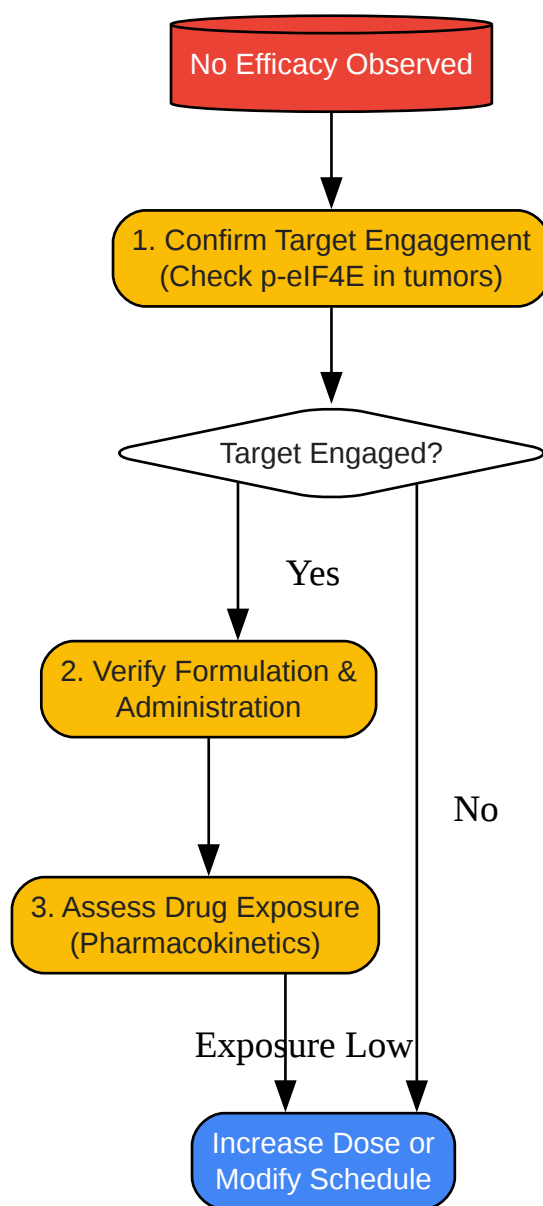 No Efficacy Observed
1. Confirm Target Engagement
(Check p-eIF4E in tumors)
Target Engaged?
Yes
2. Verify Formulation &
Administration
No
3. Assess Drug Exposure
(Pharmacokinetics)
Exposure Low
Increase Dose or
Modify Schedule